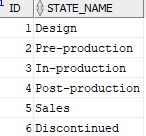 ID STATE_NAME
1 Design
2 Pre-production
3 In-production
4 Post-production
5 Sales
6 Discontinued